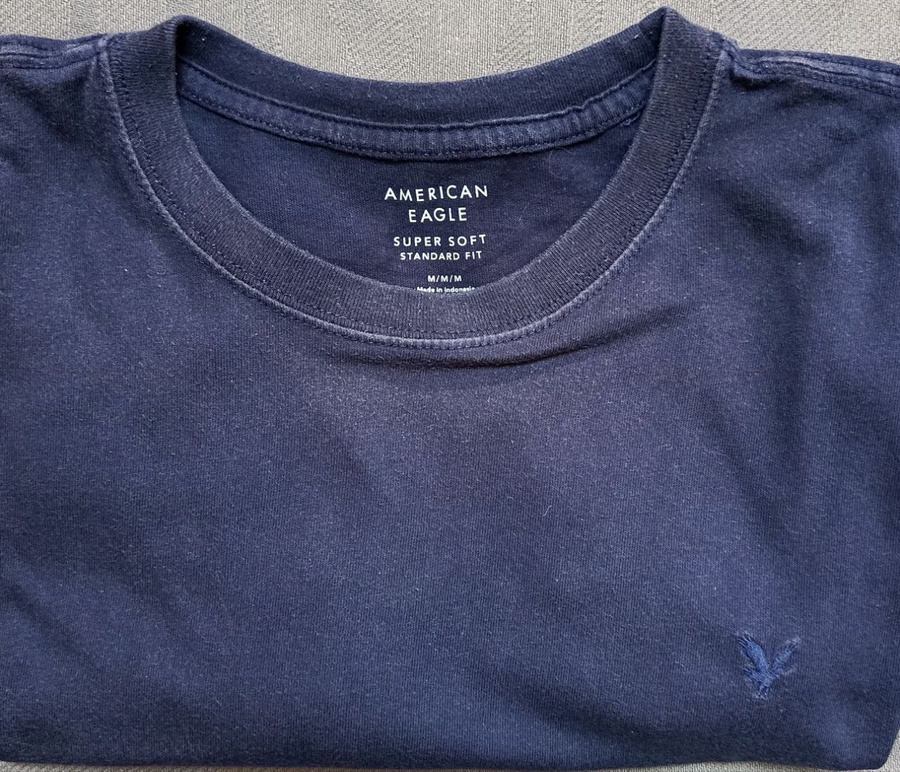 AMERICAN
EAGLE
SUPER SOFT
STANDARD FIT
M/M/M
Made in Indonesia